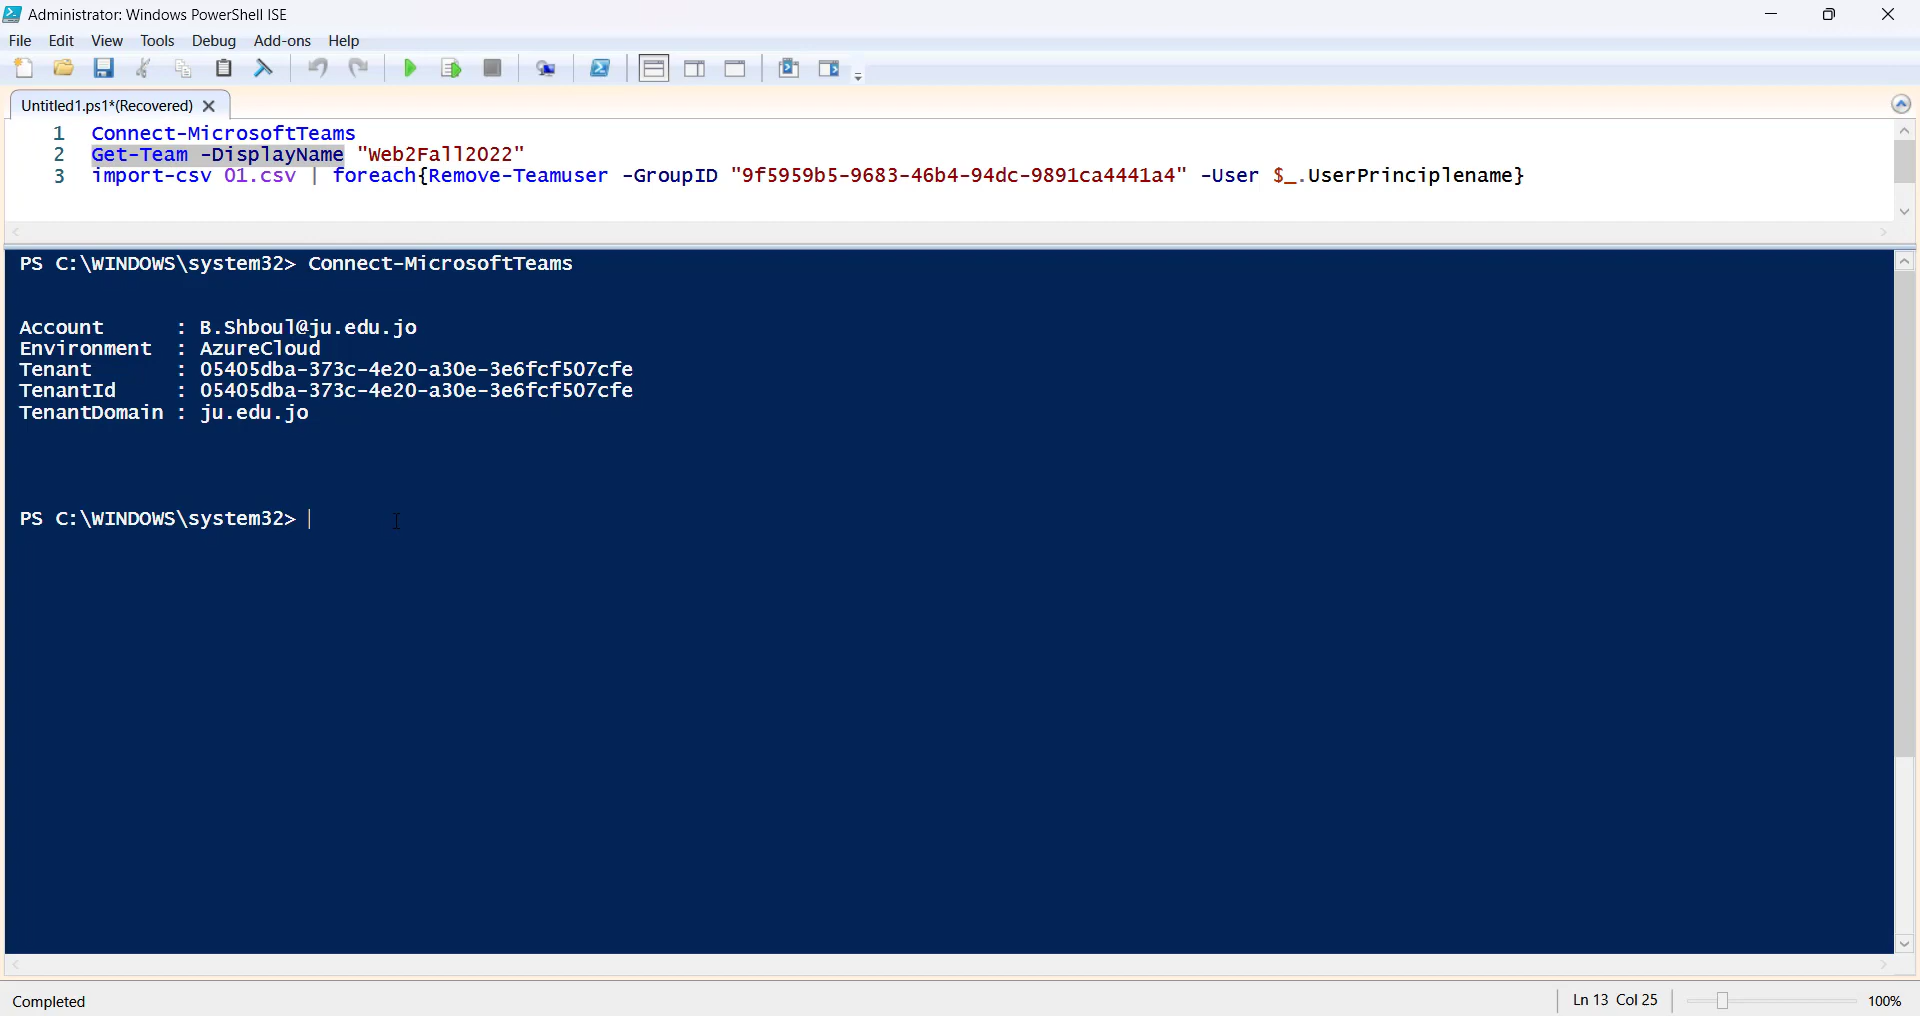 Administrator: Windows PowerShell ISE
File Edit View Tools Debug Add-ons Help
Untitled1.ps1*(Recovered)
1 Connect-MicrosoftTeams
2 Get-Team -DisplayName "Web2Fall2022"
3 import-csv 01.csv | foreach{Remove-Teamuser -GroupID "9f5959b5-9683-46b4-94dc-9891ca4441a4" -User $_.UserPrinciplename}
PS C:\WINDOWS\system32> Connect-MicrosoftTeams
Account : B.Shboul@ju.edu.jo
Environment : AzureCloud
Tenant : 05405dba-373c-4e20-a30e-3e6fcf507cfe
TenantId : 05405dba-373c-4e20-a30e-3e6fcf507cfe
TenantDomain : ju.edu.jo
PS C:\WINDOWS\system32>
Completed
Ln 13 Col 25
100%